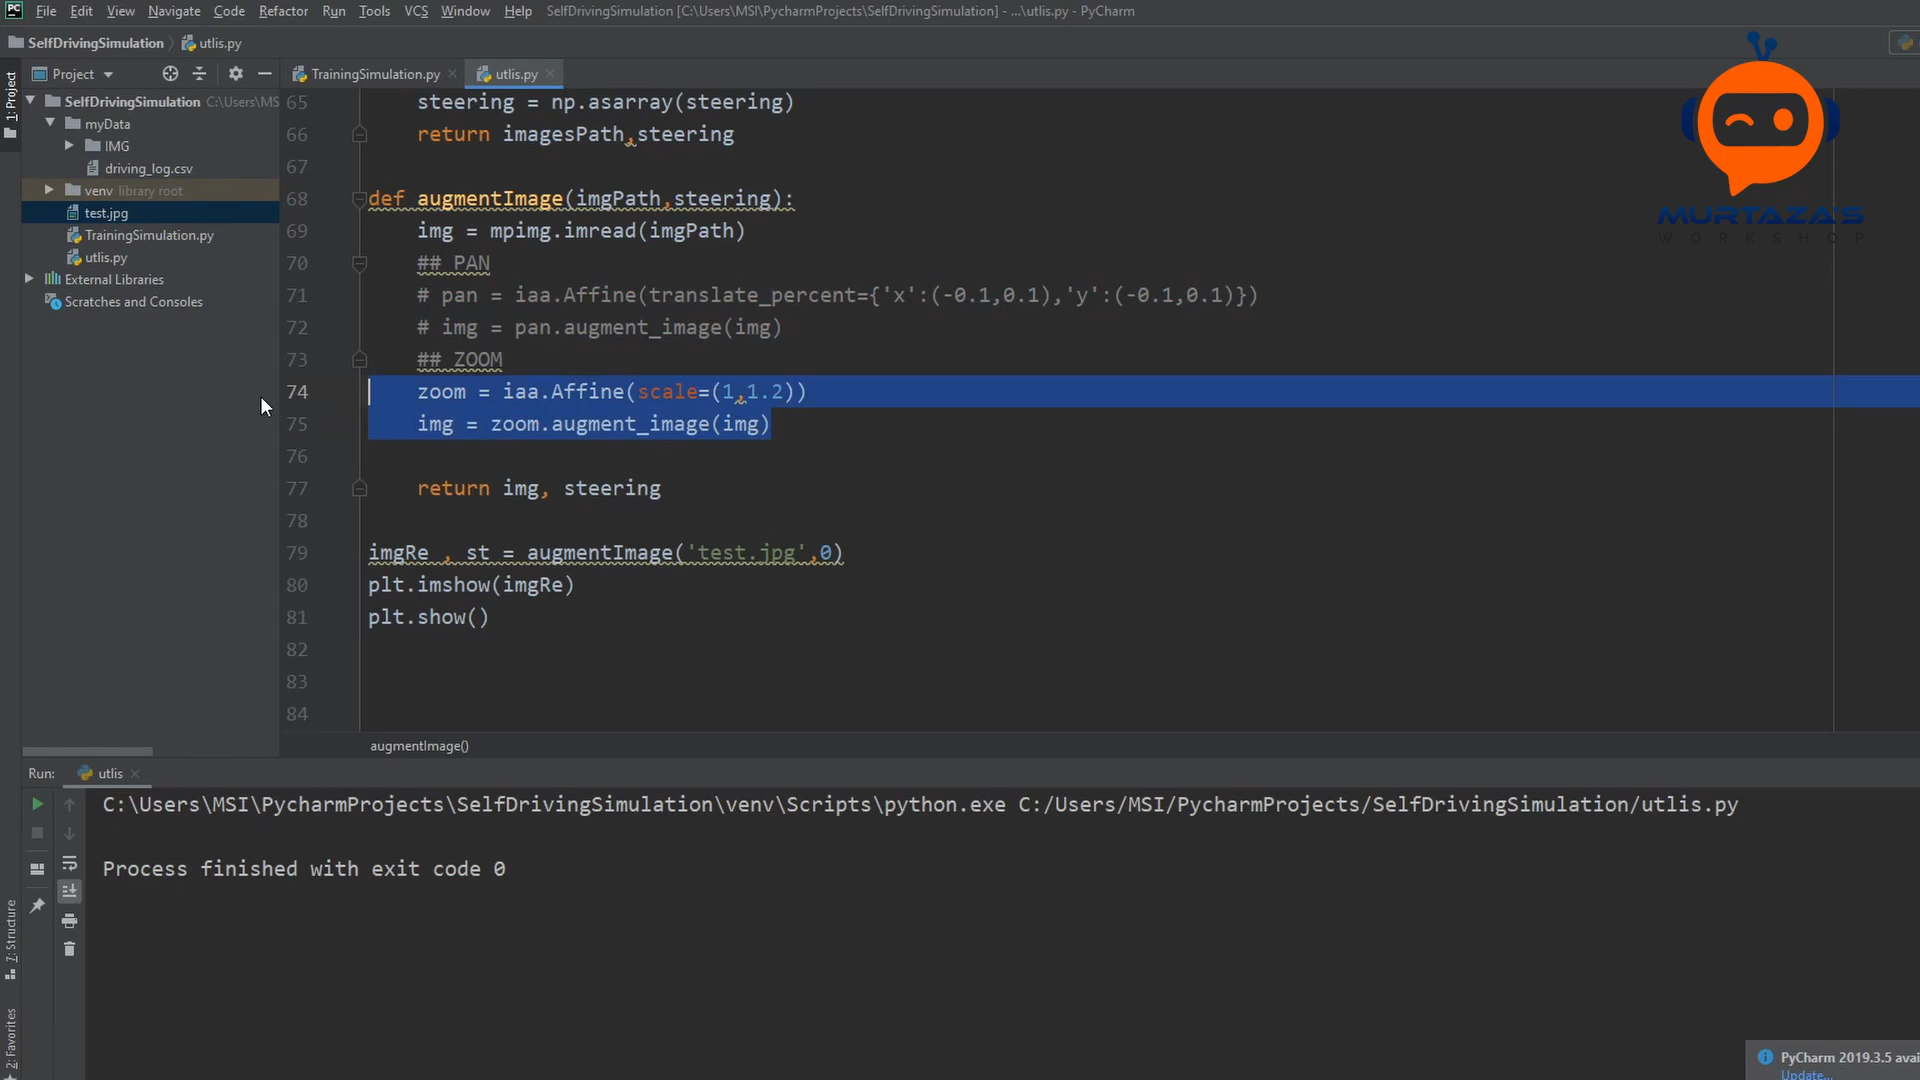 File Edit View Navigate Code Refactor Run Tools VCS Window Help SelfDrivingSimulation [C:\Users\MSI\PycharmProjects\SelfDrivingSimulation] - ...\utlis.py - PyCharm
SelfDrivingSimulation utlis.py
Project TrainingSimulation.py utlis.py
1: Project
SelfDrivingSimulation C:\Users\MS
myData
IMG
driving_log.csv
venv library root
test.jpg
TrainingSimulation.py
utlis.py
External Libraries
Scratches and Consoles
65 steering = np.asarray(steering)
66 return imagesPath,steering
67
68 def augmentImage(imgPath,steering):
69 img = mpimg.imread(imgPath)
70 ## PAN
71 # pan = iaa.Affine(translate_percent={'x':(-0.1,0.1),'y':(-0.1,0.1)})
72 # img = pan.augment_image(img)
73 ## ZOOM
74 zoom = iaa.Affine(scale=(1,1.2))
75 img = zoom.augment_image(img)
76
77 return img, steering
78
79 imgRe , st = augmentImage('test.jpg',0)
80 plt.imshow(imgRe)
81 plt.show()
82
83
84
augmentImage()
MURTAZA'S
WORKSHOP
Run: utlis
C:\Users\MSI\PycharmProjects\SelfDrivingSimulation\venv\Scripts\python.exe C:/Users/MSI/PycharmProjects/SelfDrivingSimulation/utlis.py
Process finished with exit code 0
7: Structure
2: Favorites
PyCharm 2019.3.5 avai
Update...